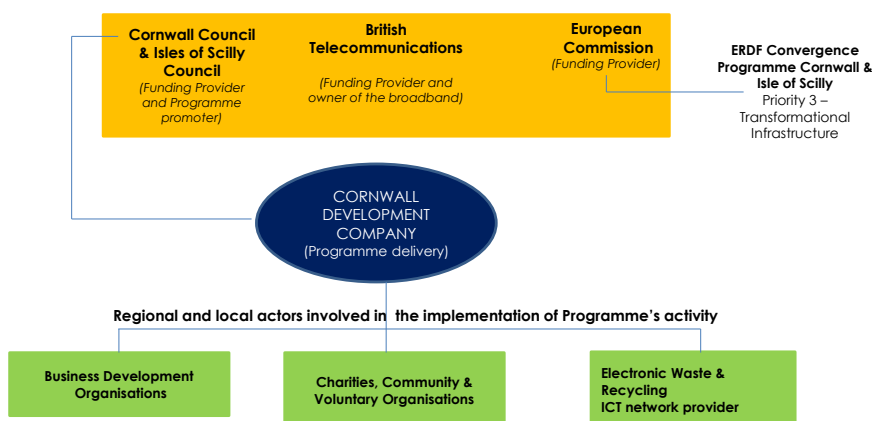 Cornwall Council
& Isles of Scilly
Council
(Funding Provider
and Programme
promoter)
British
Telecommunications
(Funding Provider and
owner of the broadband)
European
Commission
(Funding Provider)
ERDF Convergence
Programme Cornwall &
Isle of Scilly
Priority 3 –
Transformational
Infrastructure
CORNWALL
DEVELOPMENT
COMPANY
(Programme delivery)
Regional and local actors involved in the implementation of Programme's activity
Business Development
Organisations
Charities, Community &
Voluntary Organisations
Electronic Waste &
Recycling
ICT network provider